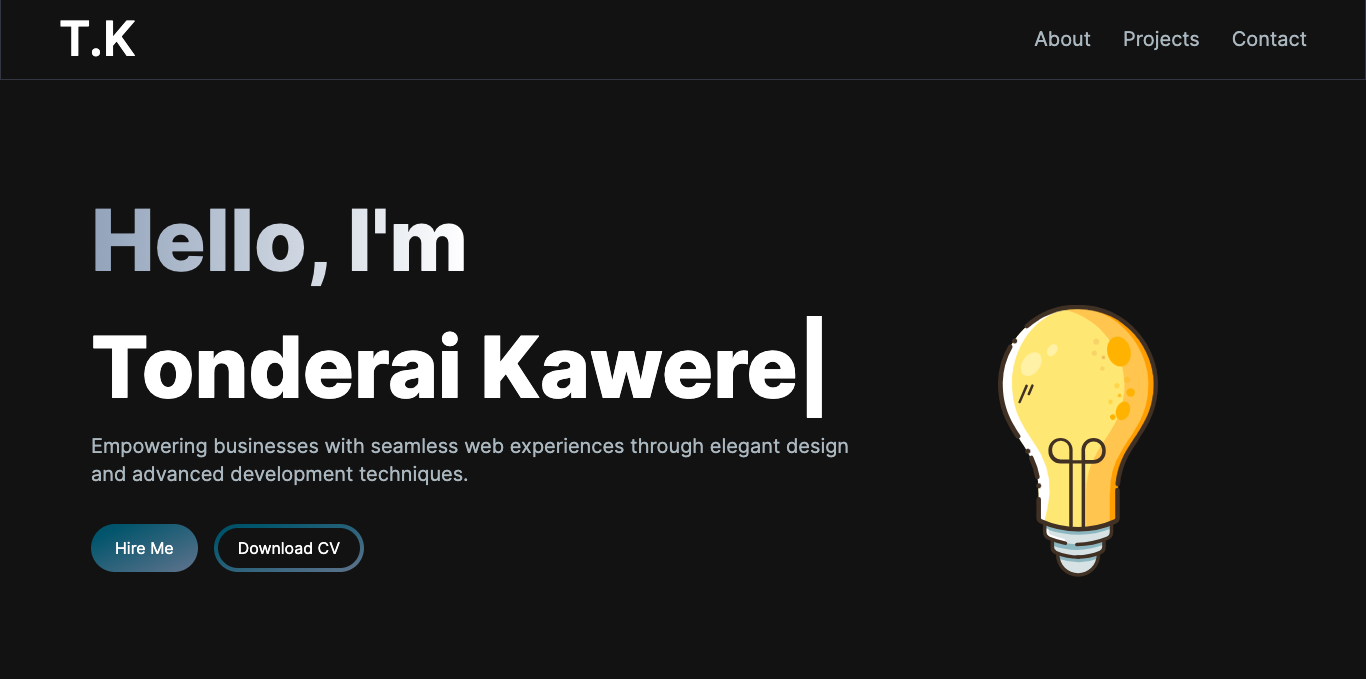 T.K
About Projects Contact
Hello, I'm
Tonderai Kawere
Empowering businesses with seamless web experiences through elegant design
and advanced development techniques.
Hire Me Download CV